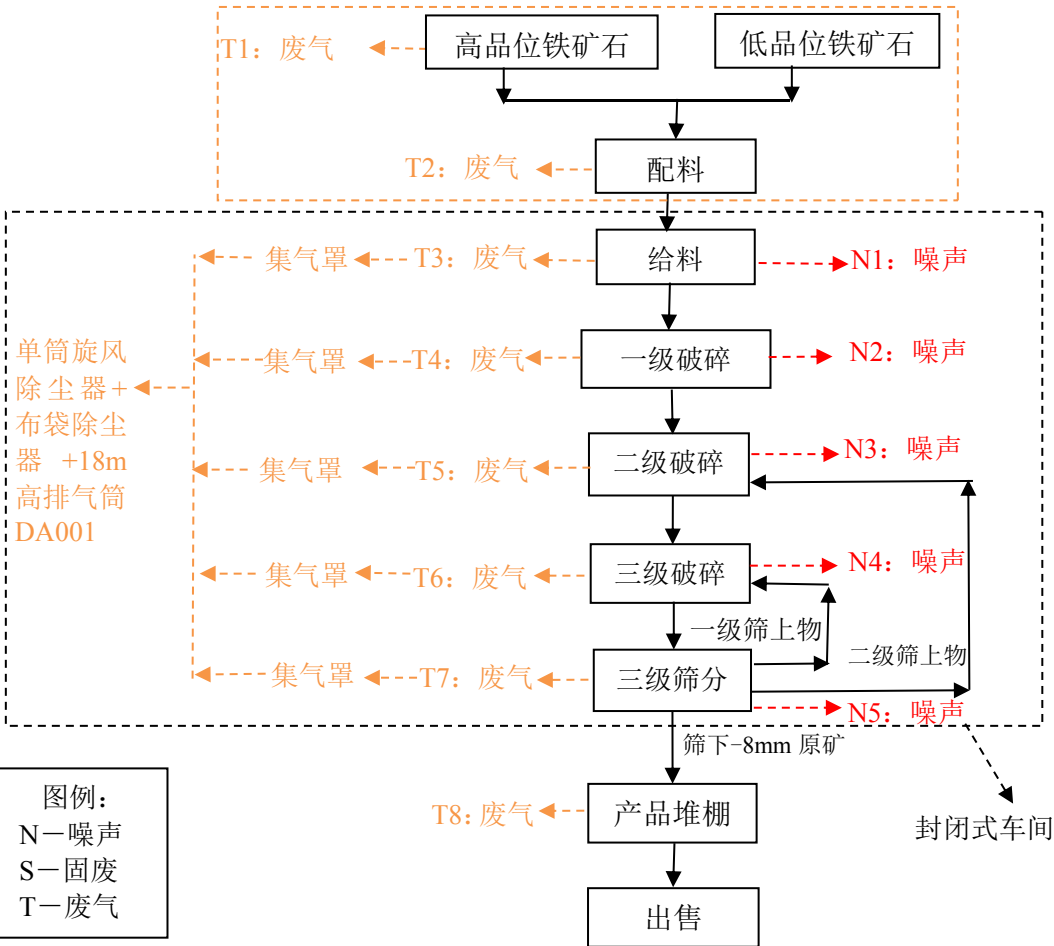 T1：废气
高品位铁矿石
低品位铁矿石
T2：废气
配料
集气罩
T3：废气
给料
N1：噪声
集气罩
T4：废气
一级破碎
N2：噪声
单筒旋风
除尘器+
布袋除尘
器 +18m
高排气筒
DA001
集气罩
T5：废气
二级破碎
N3：噪声
集气罩
T6：废气
三级破碎
N4：噪声
一级筛上物
二级筛上物
集气罩
T7：废气
三级筛分
N5：噪声
筛下-8mm 原矿
T8：废气
产品堆棚
封闭式车间
出售
图例：
N－噪声
S－固废
T－废气